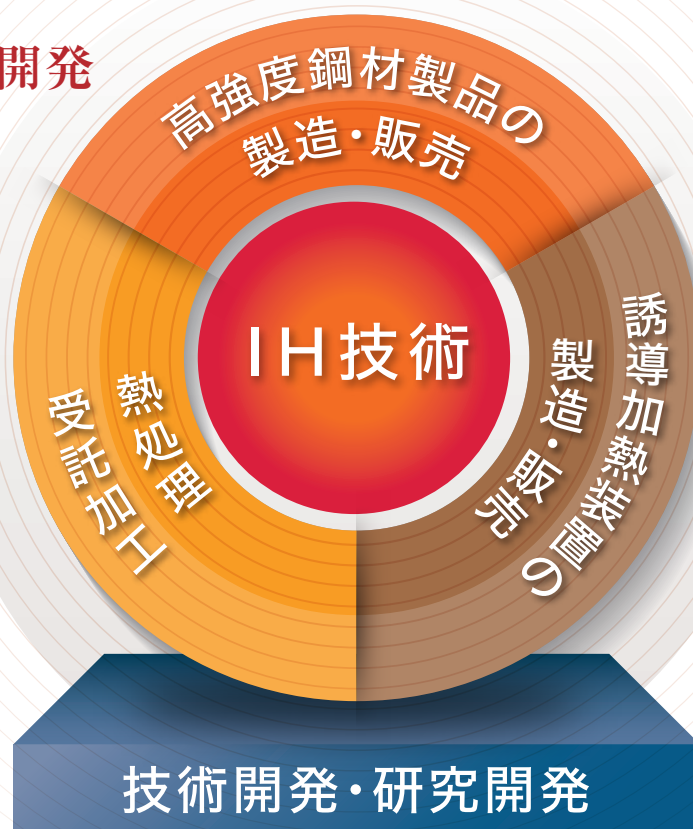 開発
高強度鋼材製品の
製造・販売
IH技術
誘導加熱装置の
製造・販売
熱処理
受託加工
技術開発・研究開発